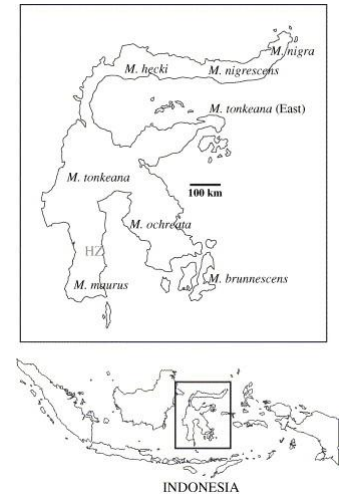 M. nigra
M. hecki
M. nigrescens
M. tonkeana (East)
M. tonkeana
100 km
M. ochreata
HZ
M. brunnescens
M. maurus
INDONESIA